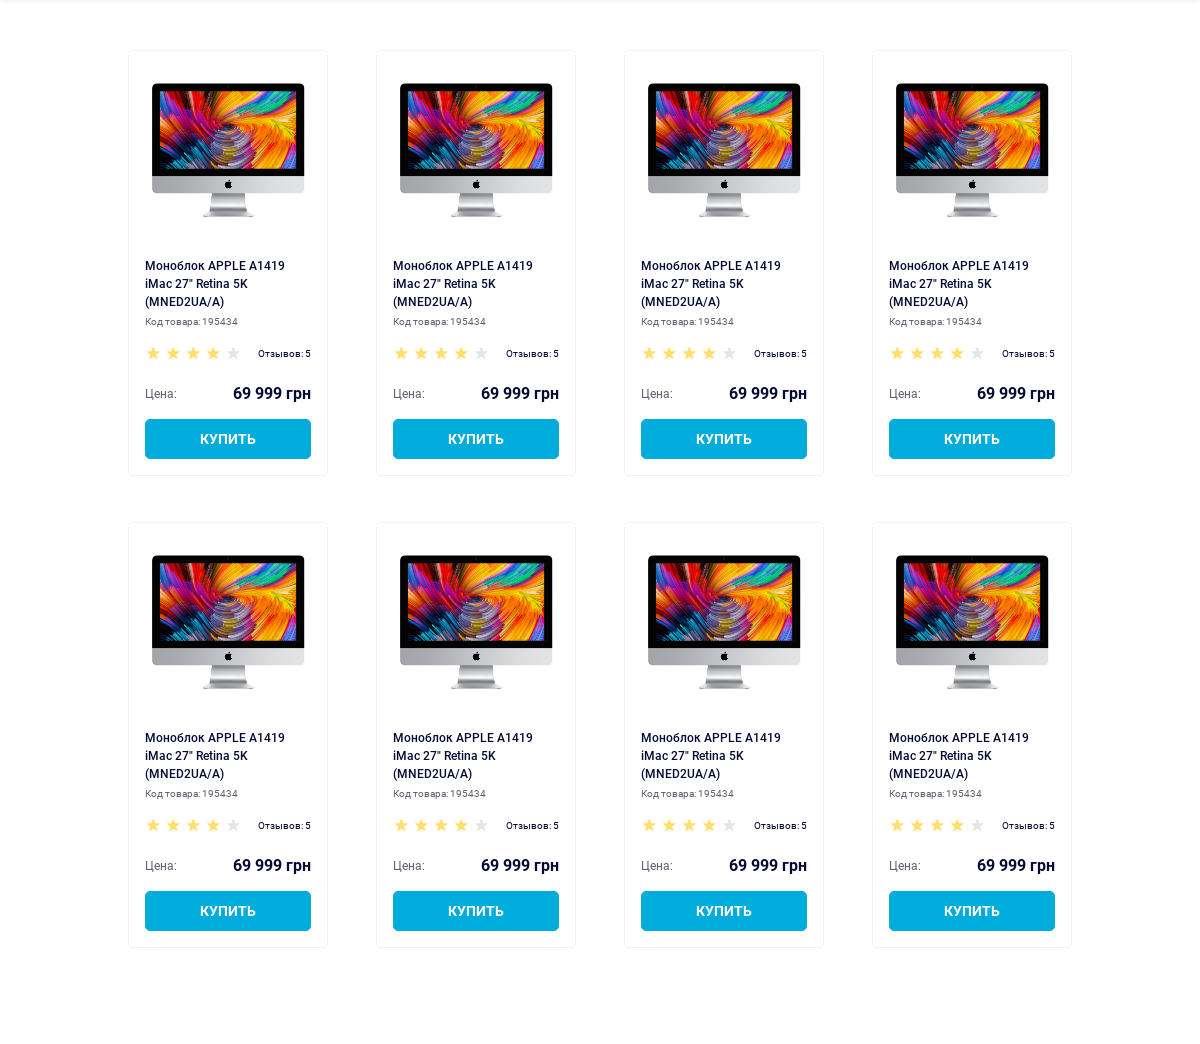 Моноблок APPLE A1419 Моноблок APPLE A1419 Моноблок APPLE A1419 Моноблок APPLE A1419
iMac 27" Retina 5K iMac 27" Retina 5K iMac 27" Retina 5K iMac 27" Retina 5K
(MNED2UA/A) (MNED2UA/A) (MNED2UA/A) (MNED2UA/A)
Код товара: 195434 Код товара: 195434 Код товара: 195434 Код товара: 195434
Отзывов: 5 Отзывов: 5 Отзывов: 5 Отзывов: 5
Цена: 69 999 грн Цена: 69 999 грн Цена: 69 999 грн Цена: 69 999 грн
КУПИТЬ КУПИТЬ КУПИТЬ КУПИТЬ
Моноблок APPLE A1419 Моноблок APPLE A1419 Моноблок APPLE A1419 Моноблок APPLE A1419
iMac 27" Retina 5K iMac 27" Retina 5K iMac 27" Retina 5K iMac 27" Retina 5K
(MNED2UA/A) (MNED2UA/A) (MNED2UA/A) (MNED2UA/A)
Код товара: 195434 Код товара: 195434 Код товара: 195434 Код товара: 195434
Отзывов: 5 Отзывов: 5 Отзывов: 5 Отзывов: 5
Цена: 69 999 грн Цена: 69 999 грн Цена: 69 999 грн Цена: 69 999 грн
КУПИТЬ КУПИТЬ КУПИТЬ КУПИТЬ